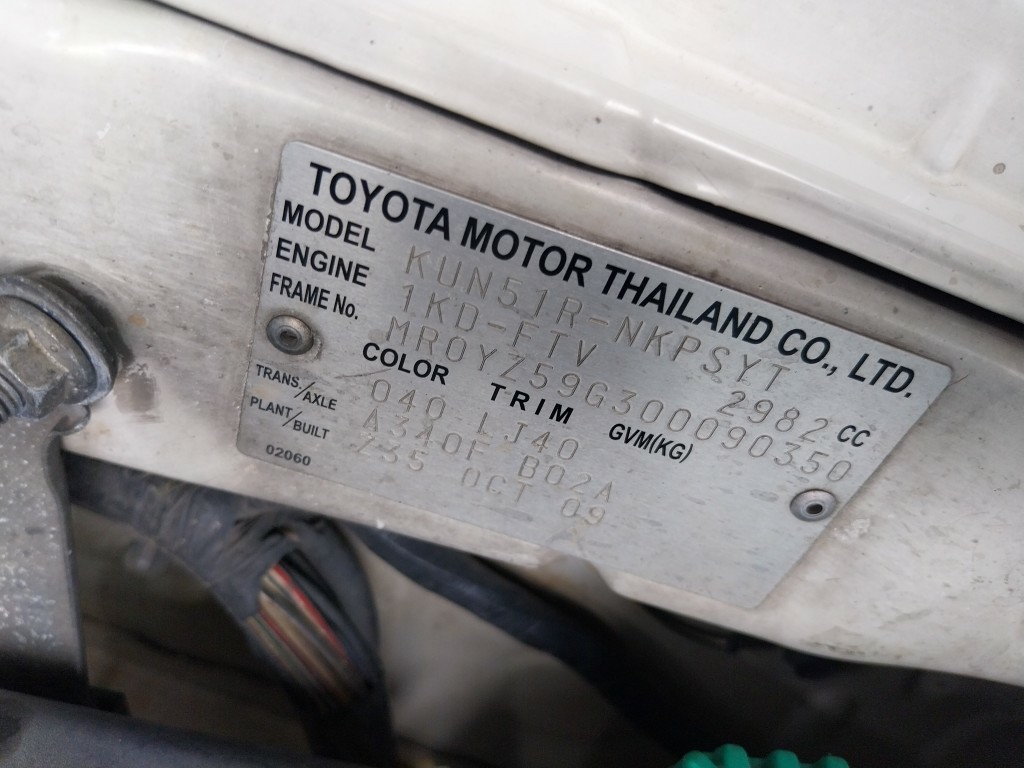 TOYOTA MOTOR THAILAND CO., LTD.
MODEL KUN51R-NKPSYT
ENGINE 1KD-FTV 2982 CC
FRAME No. MR0YZ59G300090350
COLOR TRIM GVM(KG)
040 LJ40
TRANS/AXLE A340F B02A
PLANT/BUILT Z35 OCT 09
02060